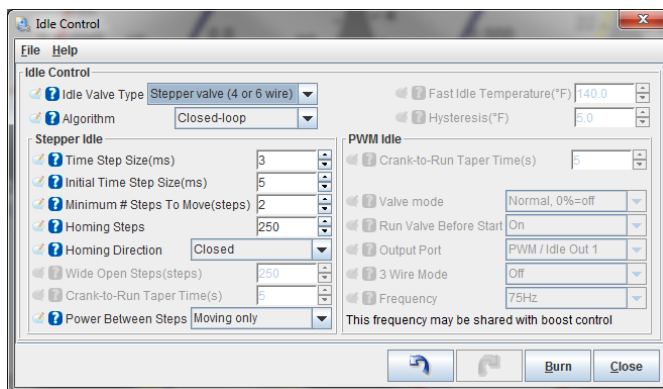 Idle Control
File Help
Idle Control
Idle Valve Type Stepper valve (4 or 6 wire)
Algorithm Closed-loop
Fast Idle Temperature(°F) 140.0
Hysteresis(°F) 5.0
Stepper Idle
Time Step Size(ms) 3
Initial Time Step Size(ms) 5
Minimum # Steps To Move(steps) 2
Homing Steps 250
Homing Direction Closed
Wide Open Steps(steps) 250
Crank-to-Run Taper Time(s) 5
Power Between Steps Moving only
PWM Idle
Crank-to-Run Taper Time(s) 5
Valve mode Normal, 0%=off
Run Valve Before Start On
Output Port PWM / Idle Out 1
3 Wire Mode Off
Frequency 75Hz
This frequency may be shared with boost control
Burn Close